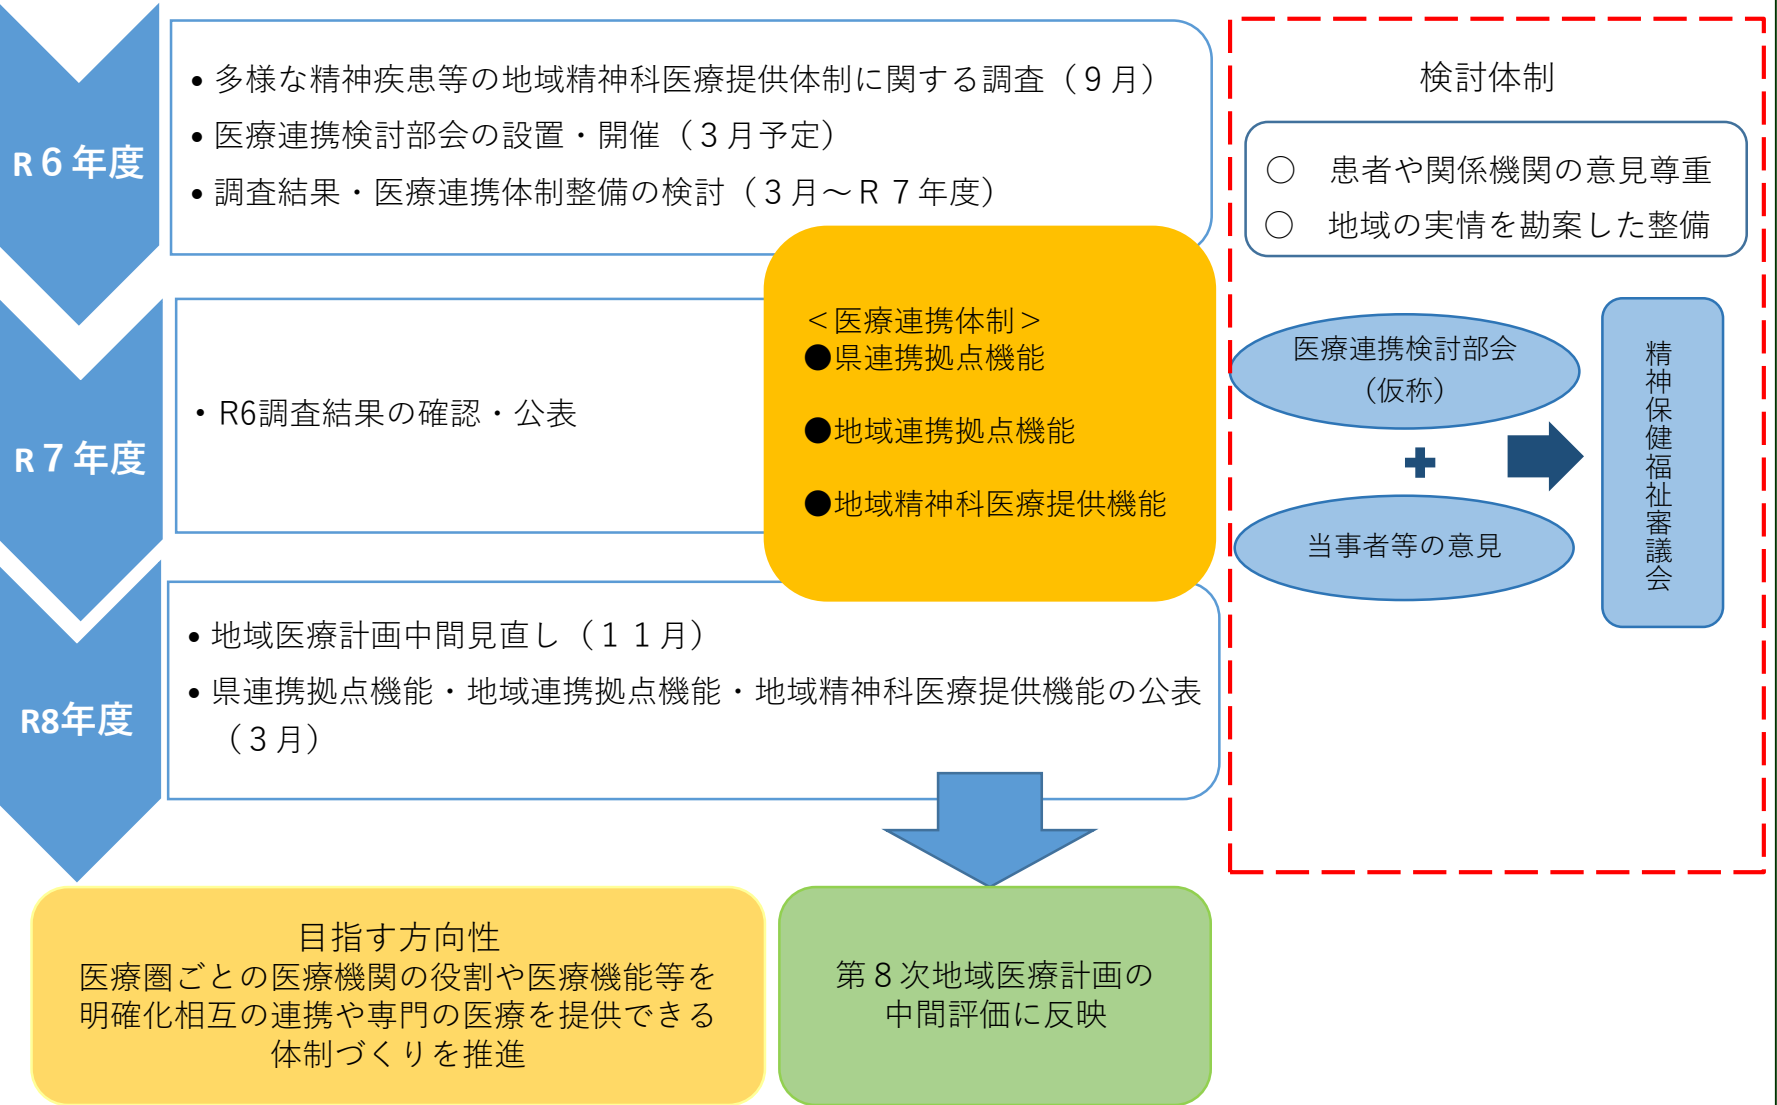 R６年度
• 多様な精神疾患等の地域精神科医療提供体制に関する調査（９月）
• 医療連携検討部会の設置・開催（３月予定）
• 調査結果・医療連携体制整備の検討（３月～Ｒ７年度）
R７年度
・R6調査結果の確認・公表
＜医療連携体制＞
●県連携拠点機能
●地域連携拠点機能
●地域精神科医療提供機能
R8年度
• 地域医療計画中間見直し（１１月）
• 県連携拠点機能・地域連携拠点機能・地域精神科医療提供機能の公表
（３月）
検討体制
○　患者や関係機関の意見尊重
○　地域の実情を勘案した整備
医療連携検討部会
（仮称）
当事者等の意見
精神保健福祉審議会
目指す方向性
医療圏ごとの医療機関の役割や医療機能等を
明確化相互の連携や専門の医療を提供できる
体制づくりを推進
第８次地域医療計画の
中間評価に反映